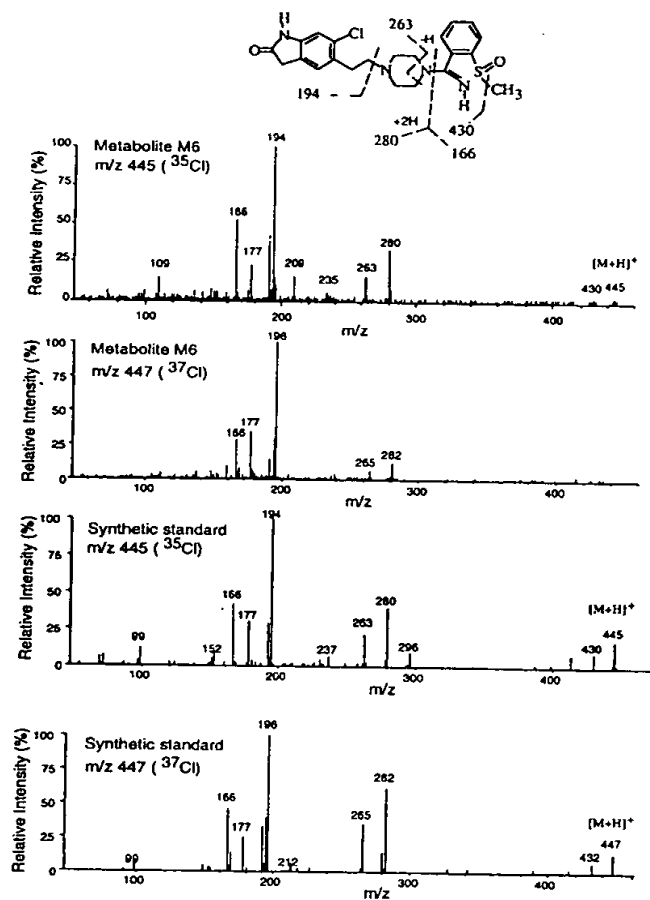 H
N
O
Cl
263
H
N
N
S
O
CH3
N
H
194
+2H
280
430
166
Metabolite M6
m/z 445 ( 35Cl)
Relative Intensity (%)
100
75
50
25
0
194
166
177
109
209
235
263
280
[M+H]+
430
445
100
200
300
400
m/z
Metabolite M6
m/z 447 ( 37Cl)
Relative Intensity (%)
100
75
50
25
0
196
166
177
265
282
100
200
300
400
m/z
Synthetic standard
m/z 445 ( 35Cl)
Relative Intensity (%)
100
75
50
25
0
194
166
177
99
152
237
263
280
296
[M+H]+
430
445
100
200
300
400
m/z
Synthetic standard
m/z 447 ( 37Cl)
Relative Intensity (%)
100
75
50
25
0
196
166
177
99
212
265
282
[M+H]+
432
447
100
200
300
400
m/z